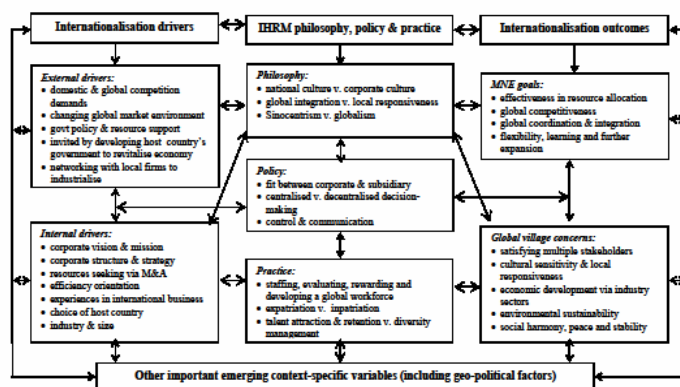 Internationalisation drivers
IHRM philosophy, policy & practice
Internationalisation outcomes
External drivers:
• domestic & global competition
demands
• changing global market environment
• govt policy & resource support
• invited by developing host country's
government to revitalise economy
• networking with local firms to
industrialise
Philosophy:
• national culture v. corporate culture
• global integration v. local responsiveness
• Sinocentrism v. globalism
MNE goals:
• effectiveness in resource allocation
• global competitiveness
• global coordination & integration
• flexibility, learning and further
expansion
Policy:
• fit between corporate & subsidiary
• centralised v. decentralised decision-
making
• control & communication
Internal drivers:
• corporate vision & mission
• corporate structure & strategy
• resources seeking via M&A
• efficiency orientation
• experiences in international business
• choice of host country
• industry & size
Practice:
• staffing, evaluating, rewarding and
developing a global workforce
• expatriation v. inpatriation
• talent attraction & retention v. diversity
management
Global village concerns:
• satisfying multiple stakeholders
• cultural sensitivity & local
responsiveness
• economic development via industry
sectors
• environmental sustainability
• social harmony, peace and stability
Other important emerging context-specific variables (including geo-political factors)